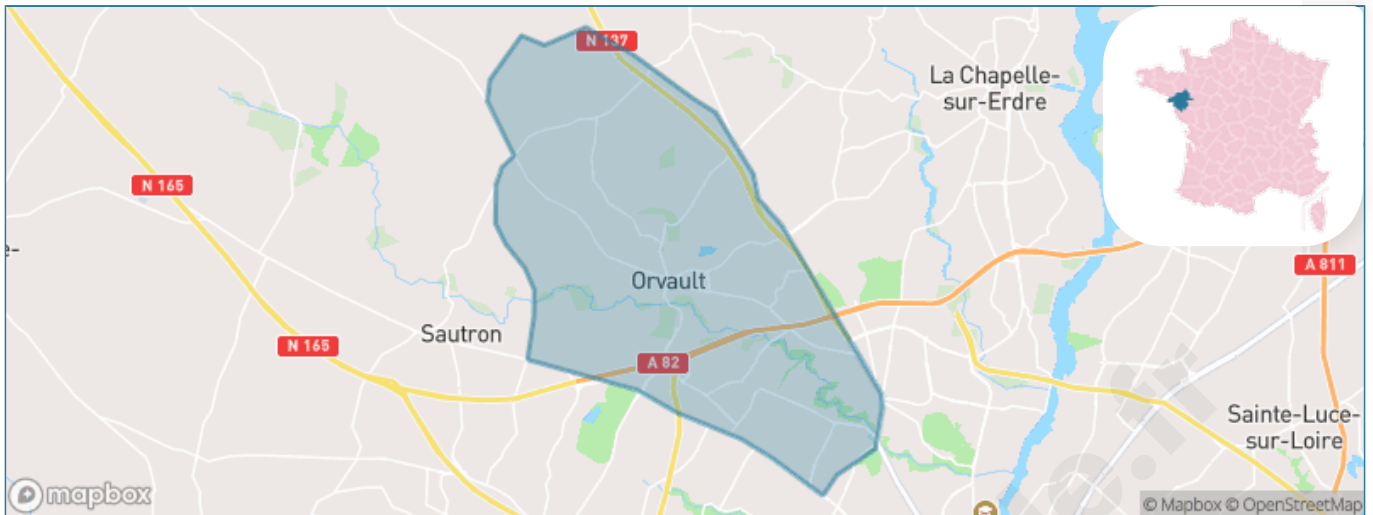 N 137
La Chapelle-
sur-Erdre
N 165
e-
A 811
Orvault
Sautron
N 165
A 82
Sainte-Luce-
sur-Loire
mapbox
© Mapbox © OpenStreetMap